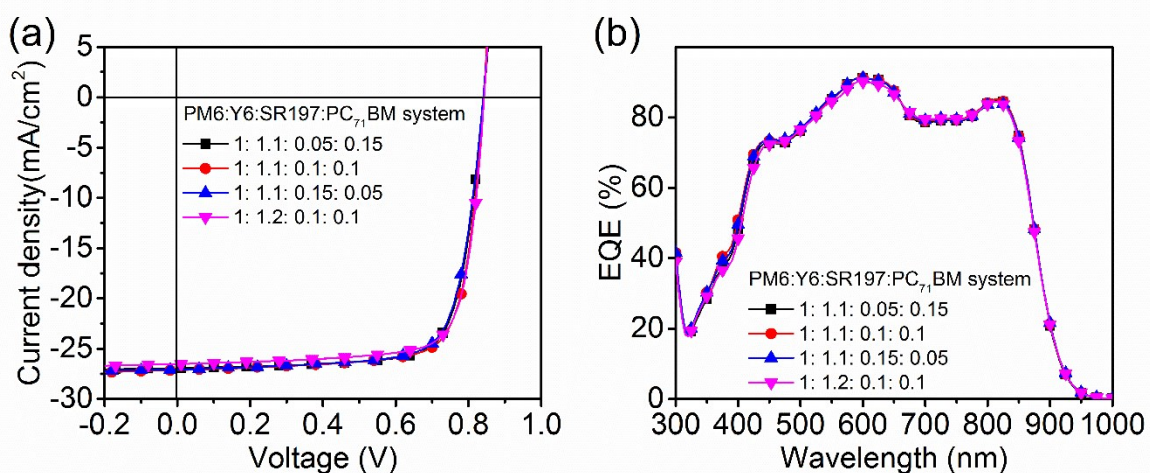 (a)
5
0
-5
-10
-15
-20
-25
-30
Current density(mA/cm²)
PM6:Y6:SR197:PC₇₁BM system
1: 1.1: 0.05: 0.15
1: 1.1: 0.1: 0.1
1: 1.1: 0.15: 0.05
1: 1.2: 0.1: 0.1
-0.2 0.0 0.2 0.4 0.6 0.8 1.0
Voltage (V)
(b)
80
60
40
20
0
EQE (%)
PM6:Y6:SR197:PC₇₁BM system
1: 1.1: 0.05: 0.15
1: 1.1: 0.1: 0.1
1: 1.1: 0.15: 0.05
1: 1.2: 0.1: 0.1
300 400 500 600 700 800 900 1000
Wavelength (nm)